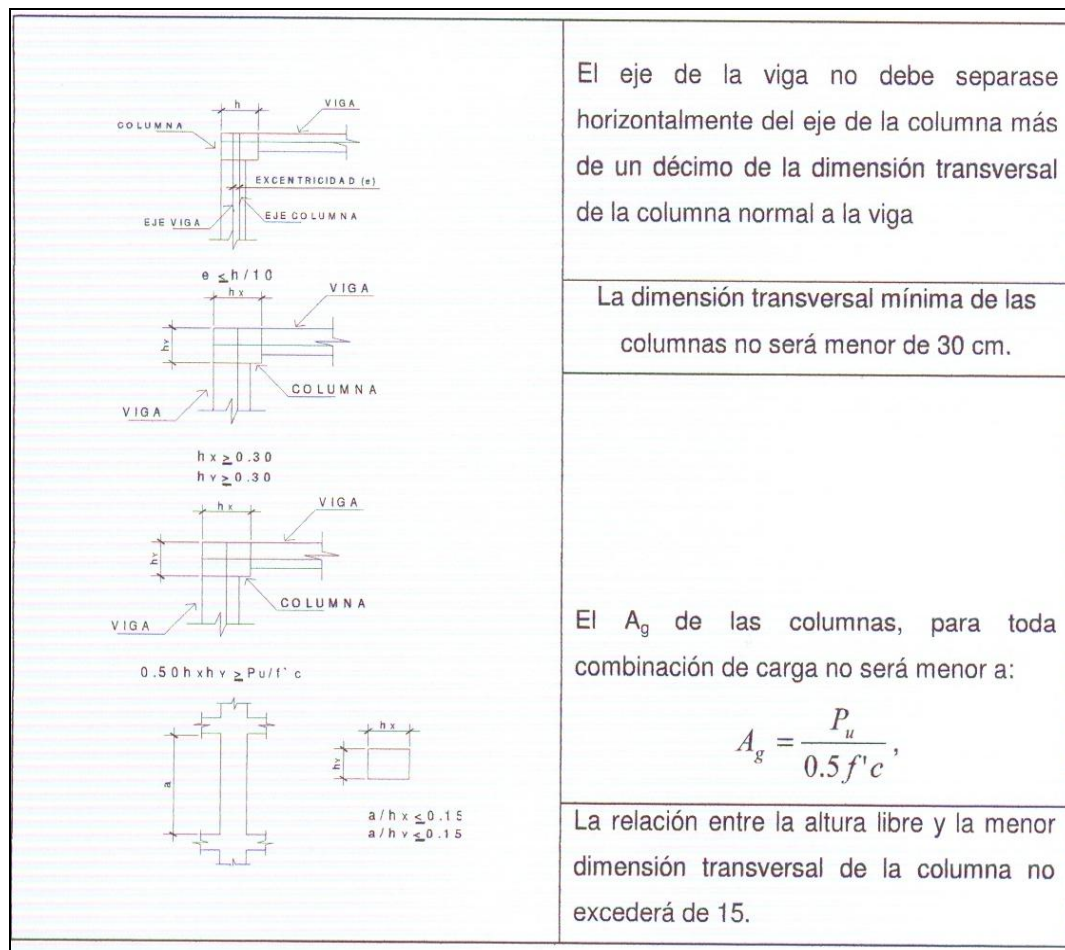 h
VIGA
COLUMNA
EXCENTRICIDAD (e)
EJE VIGA
EJE COLUMNA
e ≤ h/10
El eje de la viga no debe separase
horizontalmente del eje de la columna más
de un décimo de la dimensión transversal
de la columna normal a la viga
hx
VIGA
hy
COLUMNA
VIGA
hx ≥ 0.30
hy ≥ 0.30
La dimensión transversal mínima de las
columnas no será menor de 30 cm.
hx
VIGA
hy
COLUMNA
VIGA
0.50hxhy ≥ Pu/f'c
El Ag de las columnas, para toda
combinación de carga no será menor a:
Ag = Pu / 0.5 f'c ,
a
hx
hy
a/hx ≤ 0.15
a/hy ≤ 0.15
La relación entre la altura libre y la menor
dimensión transversal de la columna no
excederá de 15.